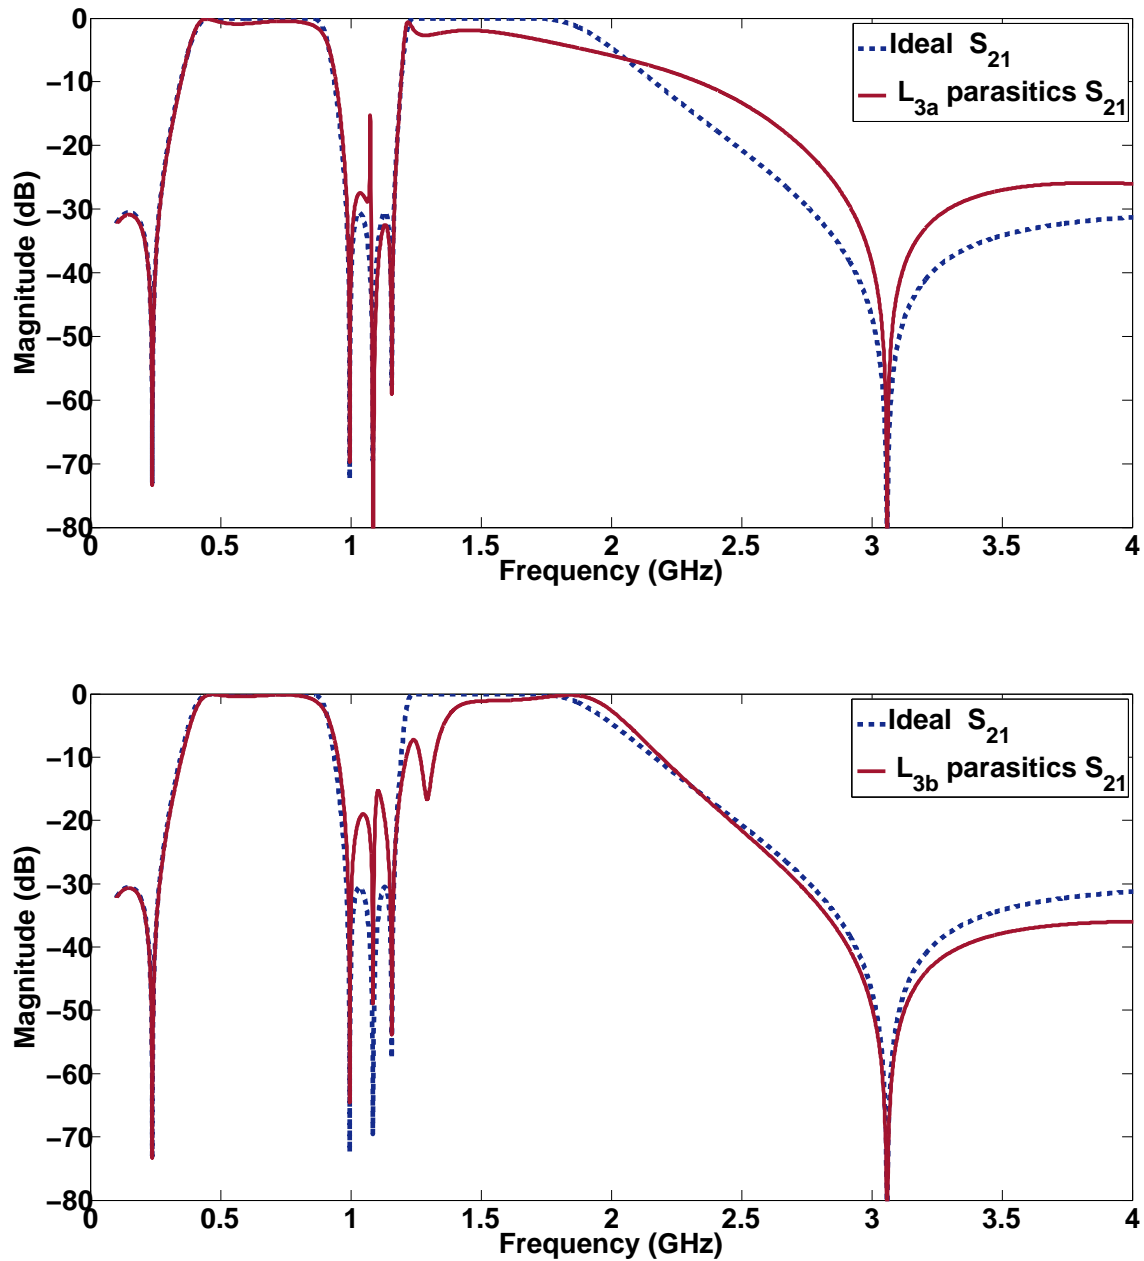 0
−10
−20
−30
−40
−50
−60
−70
−80
Magnitude (dB)
Ideal S21
L3a parasitics S21
0 0.5 1 1.5 2 2.5 3 3.5 4
Frequency (GHz)
0
−10
−20
−30
−40
−50
−60
−70
−80
Magnitude (dB)
Ideal S21
L3b parasitics S21
0 0.5 1 1.5 2 2.5 3 3.5 4
Frequency (GHz)